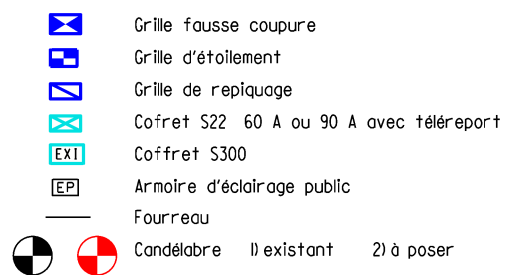 Grille fausse coupure
Grille d'étoilement
Grille de repiquage
Cofret S22 60 A ou 90 A avec téléreport
EXI Coffret S300
EP Armoire d'éclairage public
Fourreau
Candélabre 1) existant 2) à poser